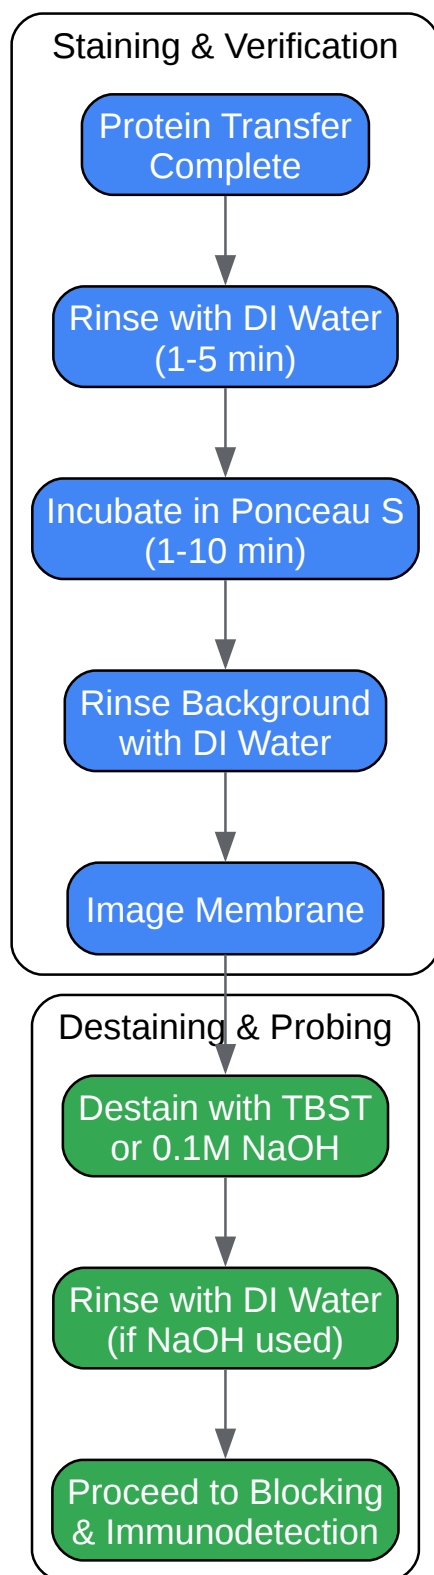 Staining & Verification
Protein Transfer
Complete
Rinse with DI Water
(1-5 min)
Incubate in Ponceau S
(1-10 min)
Rinse Background
with DI Water
Image Membrane
Destaining & Probing
Destain with TBST
or 0.1M NaOH
Rinse with DI Water
(if NaOH used)
Proceed to Blocking
& Immunodetection